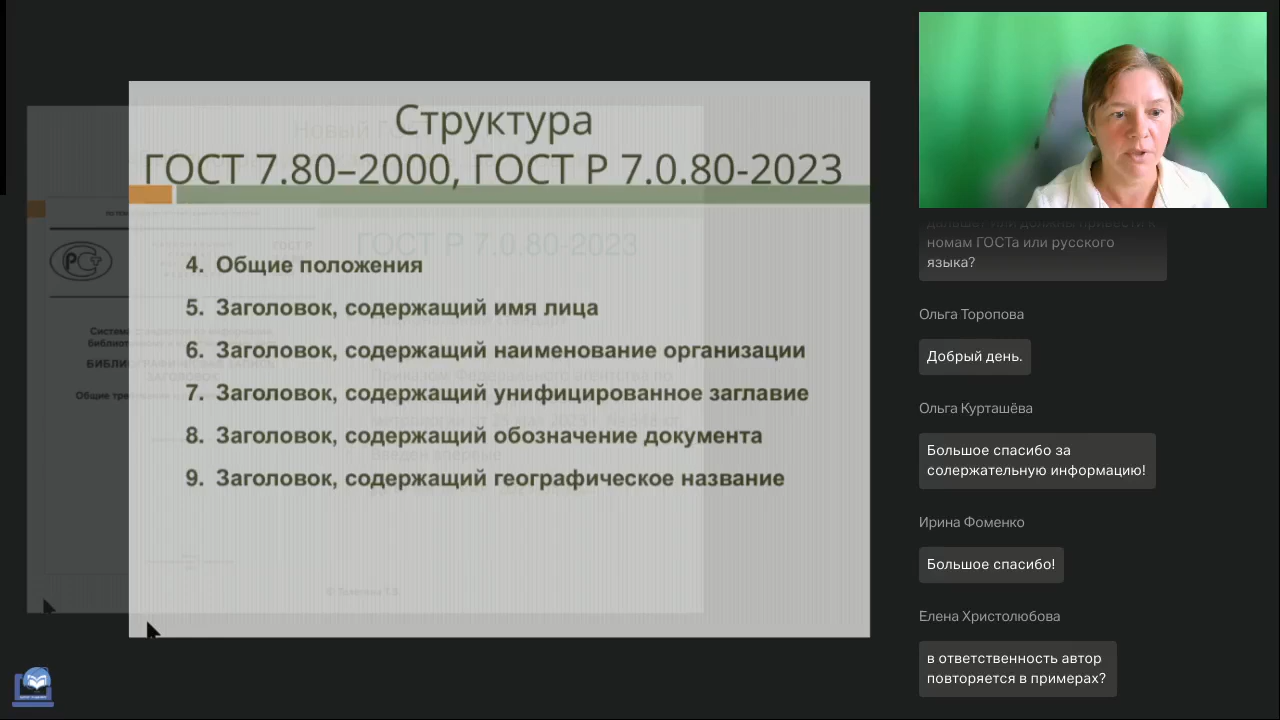 Структура
ГОСТ 7.80–2000, ГОСТ Р 7.0.80-2023
4. Общие положения
5. Заголовок, содержащий имя лица
6. Заголовок, содержащий наименование организации
7. Заголовок, содержащий унифицированное заглавие
8. Заголовок, содержащий обозначение документа
9. Заголовок, содержащий географическое название
ГОСТ Р 7.0.80-2023
номам ГОСТа или русского
языка?
Ольга Торопова
Добрый день.
Ольга Курташёва
Большое спасибо за
солержательную информацию!
Ирина Фоменко
Большое спасибо!
Елена Христолюбова
в ответственность автор
повторяется в примерах?